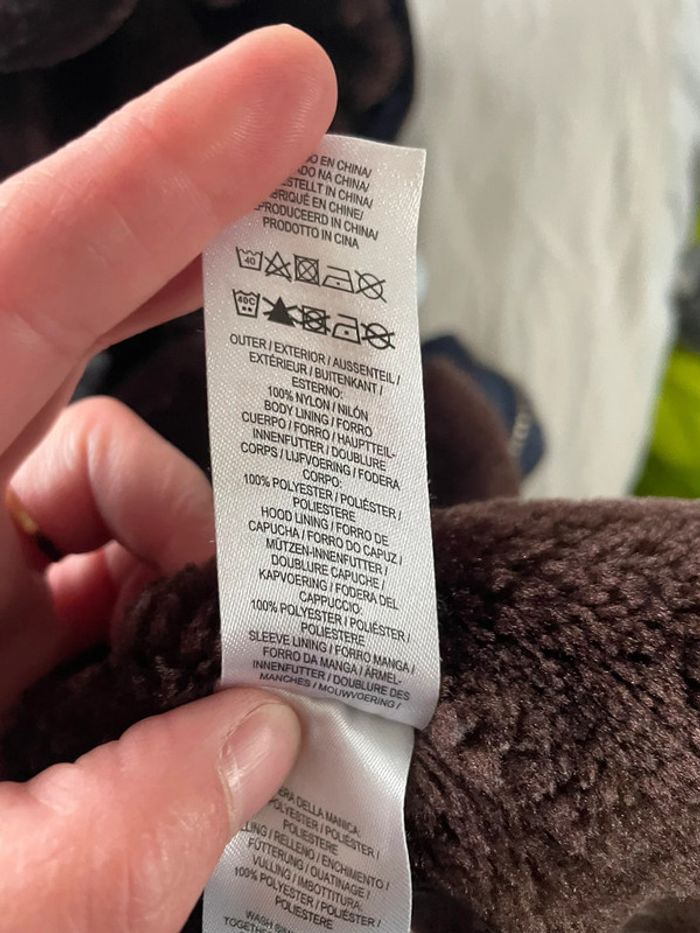 EN CHINA/
NA CHINA/
EN CHINE/
IN CHINA/
PRODOTTO IN CINA
40
40C
OUTER / EXTERIOR / AUSSENTEIL /
EXTÉRIEUR / BUITENKANT /
ESTERNO:
100% NYLON / NILÓN
BODY LINING / FORRO
CUERPO / FORRO / HAUPTTEIL-
INNENFUTTER / DOUBLURE
CORPS / LIJFVOERING / FODERA
CORPO:
100% POLYESTER / POLIÉSTER /
POLIESTERE
HOOD LINING / FORRO DE
CAPUCHA / FORRO DO CAPUZ /
MÜTZEN-INNENFUTTER /
DOUBLURE CAPUCHE /
KAPVOERING / FODERA DEL
CAPPUCCIO:
100% POLYESTER / POLIÉSTER /
POLIESTERE
SLEEVE LINING / FORRO MANGA /
FORRO DA MANGA / ÄRMEL-
INNENFUTTER / DOUBLURE DES
MANCHES / MOUWVOERING /
DELLA MANICA:
POLYESTER / POLIÉSTER /
POLIESTERE
/ RELLENO / ENCHIMENTO /
FÜTTERUNG / OUATINAGE /
VULLING / IMBOTTITURA:
100% POLYESTER / POLIÉSTER /
POLIESTERE
WASH